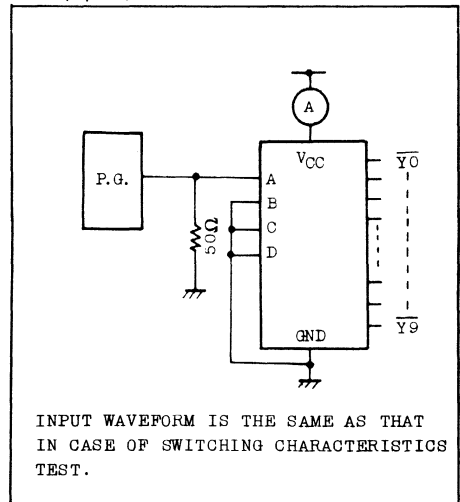 A
VCC
P.G.
A
B
C
D
50Ω
GND
Y0
Y9
INPUT WAVEFORM IS THE SAME AS THAT
IN CASE OF SWITCHING CHARACTERISTICS
TEST.